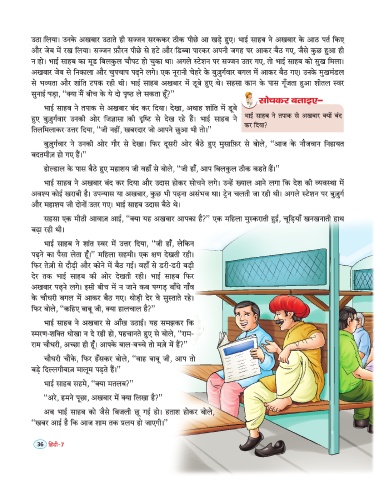 उठा लिया। उनके अखबार उठाते ही सज्जन सरककर ठीक पीछे आ खड़े हुए। भाई साहब ने अखबार के आठ पर्त किए
और जेब में रख लिया। सज्जन फ़ौरन पीछे से हटे और डिब्बा पारकर अपनी जगह पर आकर बैठ गए, जैसे कुछ हुआ ही
न हो। भाई साहब का मूड बिलकुल चौपट हो चुका था। अगले स्टेशन पर सज्जन उतर गए, तो भाई साहब को सुख मिला।
अखबार जेब से निकाला और चुपचाप पढ़ने लगे। एक नूरानी चेहरे के बुज़ुर्गवार बगल में आकर बैठ गए। उनके मुखमंडल
से भव्यता और शांति टपक रही थी। भाई साहब अखबार में डूबे हुए थे। सहसा कान के पास गूँजता हुआ शीतल स्वर
सुनाई पड़ा, ‘‘क्या मैं बीच के ये दो पृष्ठ ले सकता हूँ?’’
सोचकर बताइए–
भाई साहब ने तपाक से अखबार क्यों बंद
कर दिया?
भाई साहब ने तपाक से अखबार बंद कर दिया। देखा, अथाह शांति में डूबे
हुए बुज़ुर्गवार उनकी ओर जिज्ञासा की दृष्टि से देख रहे हैं। भाई साहब ने
तिलमिलाकर उत्तर दिया, ‘‘जी नहीं, खबरदार जो आपने छुआ भी तो।’’
बुज़ुर्गवार ने उनकी ओर गौर से देखा। फिर दूसरी ओर बैठे हुए मुसाफ़िर से बोले, ‘‘आज के नौजवान निहायत
बदतमीज़ हो गए हैं।’’
होल्डाल के पास बैठे हुए महाशय जी वहाँ से बोले, ‘‘जी हाँ, आप बिलकुल ठीक कहते हैं।’’
भाई साहब ने अखबार बंद कर दिया और उदास होकर सोचने लगे। उन्हें ख्याल आने लगा कि देश की व्यवस्था में
अवश्य कोई खराबी है। उपन्यास या अखबार, कुछ भी पढ़ना असंभव था। ट्रेन चलती जा रही थी। अगले स्टेशन पर बुज़ुर्ग
और महाशय जी दोनों उतर गए। भाई साहब उदास बैठे थे।
सहसा एक मोटी आवाज़ आई, ‘‘क्या यह अखबार आपका है?’’ एक महिला मुस्कराती हुई, चूड़ियाँ खनखनाती हाथ
बढ़ा रही थी।
भाई साहब ने शांत स्वर में उत्तर दिया, ‘‘जी हाँ, लेकिन
पढ़ने का पैसा लेता हूँ।’’ महिला सहमी। एक क्षण देखती रही।
फिर तेज़ी से दौड़ी और कोने में बैठ गई। वहाँ से डरी-डरी बड़ी
देर तक भाई साहब की ओर देखती रही। भाई साहब फिर
अखबार पढ़ने लगे। इसी बीच में न जाने कब पग्गड़ बाँधे गाँव
के चौधरी बगल में आकर बैठ गए। थोड़ी देर वे सुस्ताते रहे।
फिर बोले, ‘‘कहिए बाबू जी, क्या हालचाल है?’’
भाई साहब ने अखबार से आँख उठाई। यह समझकर कि
स्मरण-शक्ति धोखा न दे रही हो, पहचानते हुए से बोले, ‘‘राम-
राम चौधरी, अच्छा हो हूँ। आपके बाल-बच्चे तो मज़े में हैं?’’
चौधरी चौंके, फिर हँसकर बोले, ‘‘वाह बाबू जी, आप तो
बड़े दिल्लगीबाज़ मालूम पड़ते हैं।’’
भाई साहब सहमे, ‘‘क्या मतलब?’’
‘‘अरे, हमने पूछा, अखबार में क्या लिखा है?’’
अब भाई साहब को जैसे बिजली छू गई हो। हताश होकर बोले,
‘‘खबर आई है कि आज शाम तक प्रलय हो जाएगी।’’
36 हिंदी-7